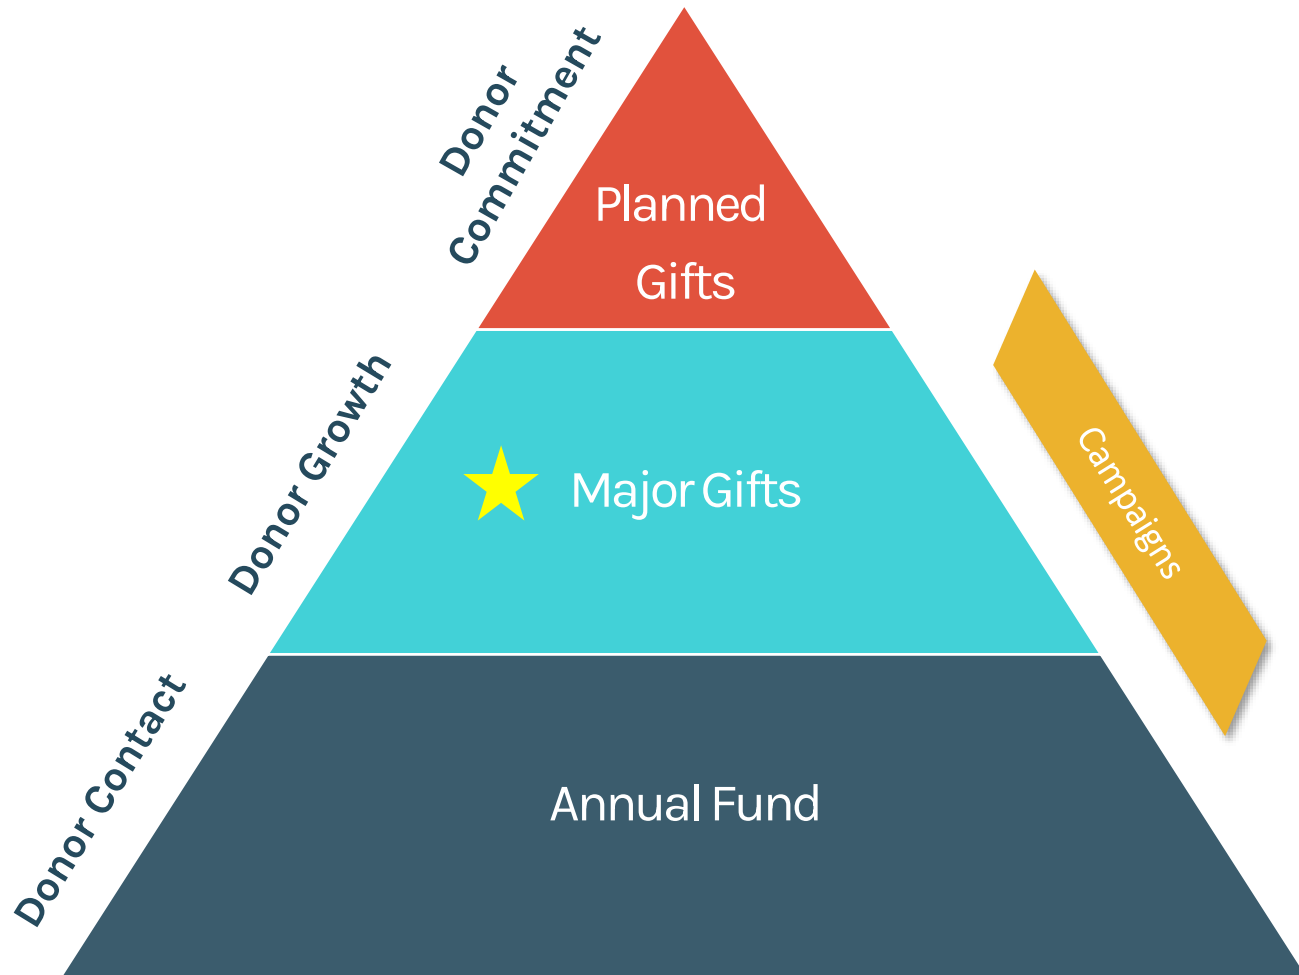 Donor
Commitment
Planned
Gifts
Donor Growth
Major Gifts
Campaigns
Donor Contact
Annual Fund